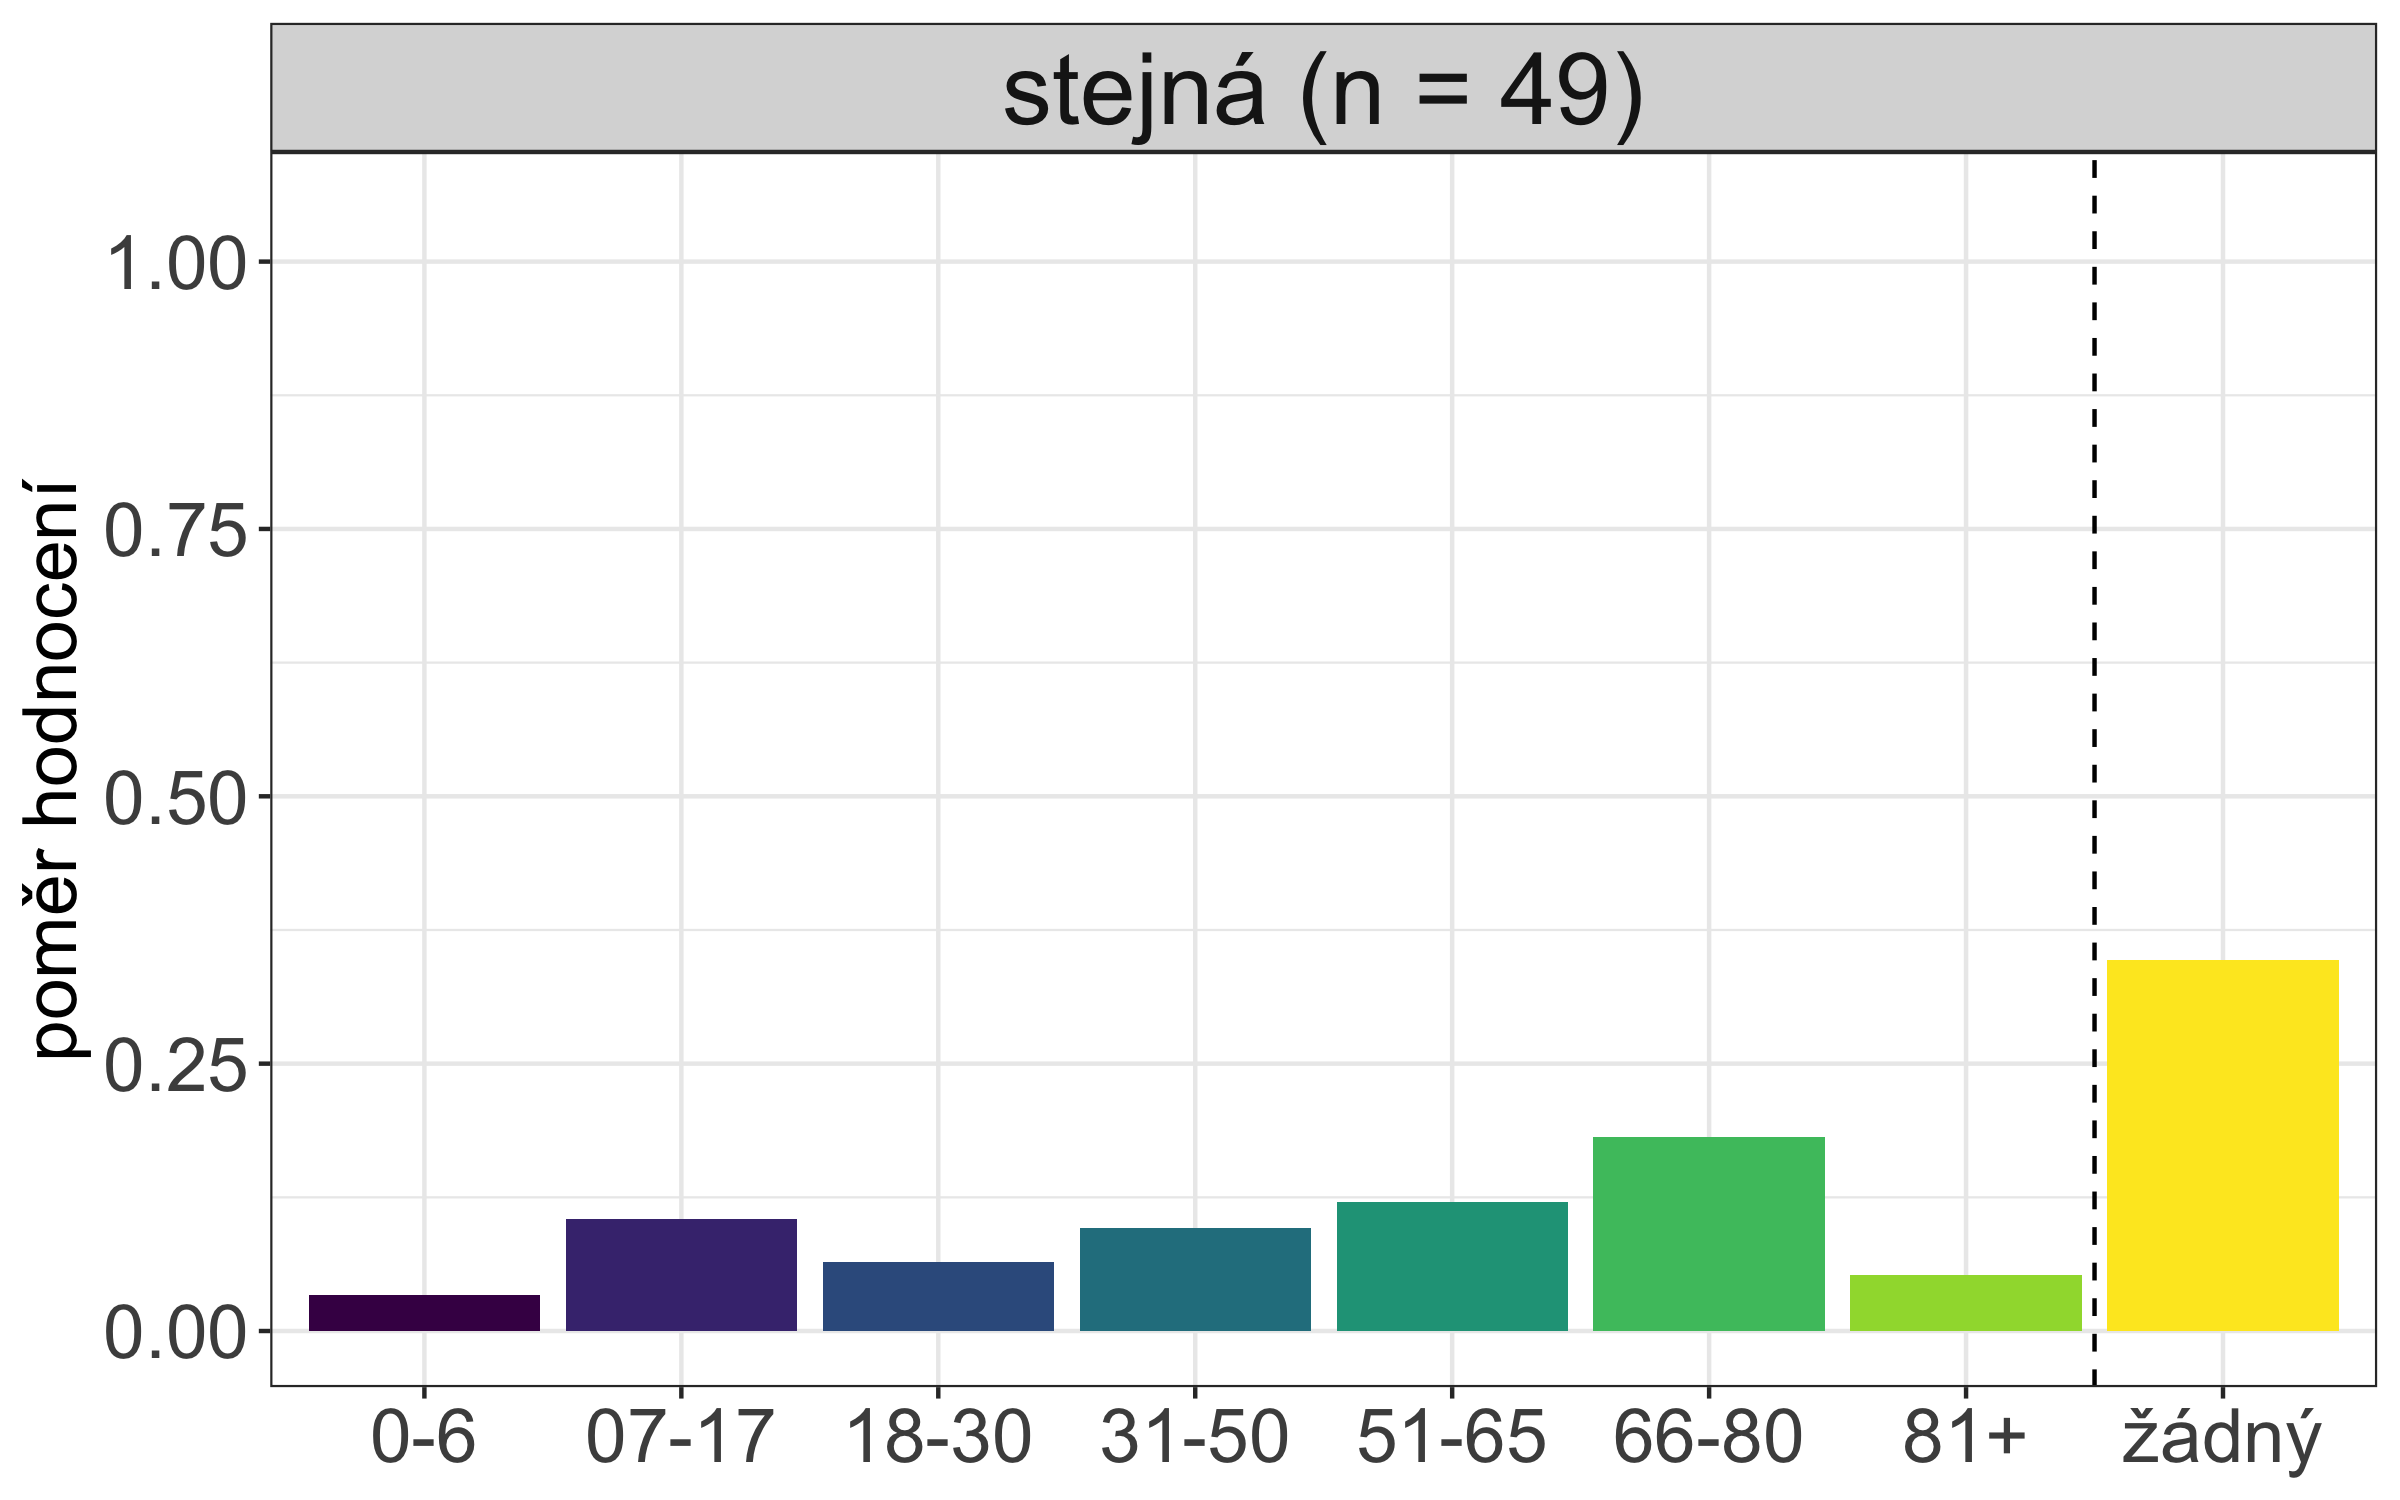 stejná (n = 49)
poměr hodnocení
1.00
0.75
0.50
0.25
0.00
0-6 07-17 18-30 31-50 51-65 66-80 81+ žádný